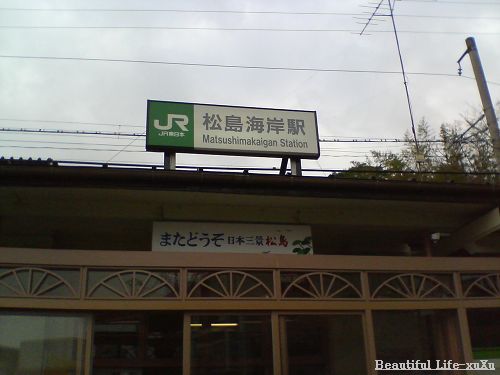 JR
JR東日本
松島海岸駅
Matsushimakaigan Station
またどうぞ 日本三景 松島
Beautiful Life-xuXu